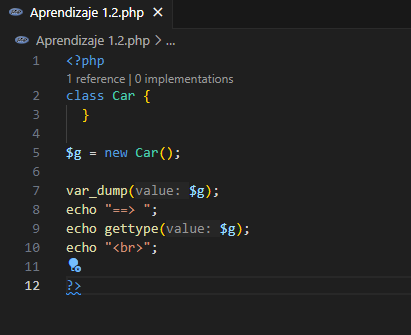 Aprendizaje 1.2.php ×
Aprendizaje 1.2.php > ...
1 <?php
1 reference | 0 implementations
2 class Car {
3 }
4
5 $g = new Car();
6
7 var_dump(value: $g);
8 echo "==> ";
9 echo gettype(value: $g);
10 echo "<br>";
11
12 ?>